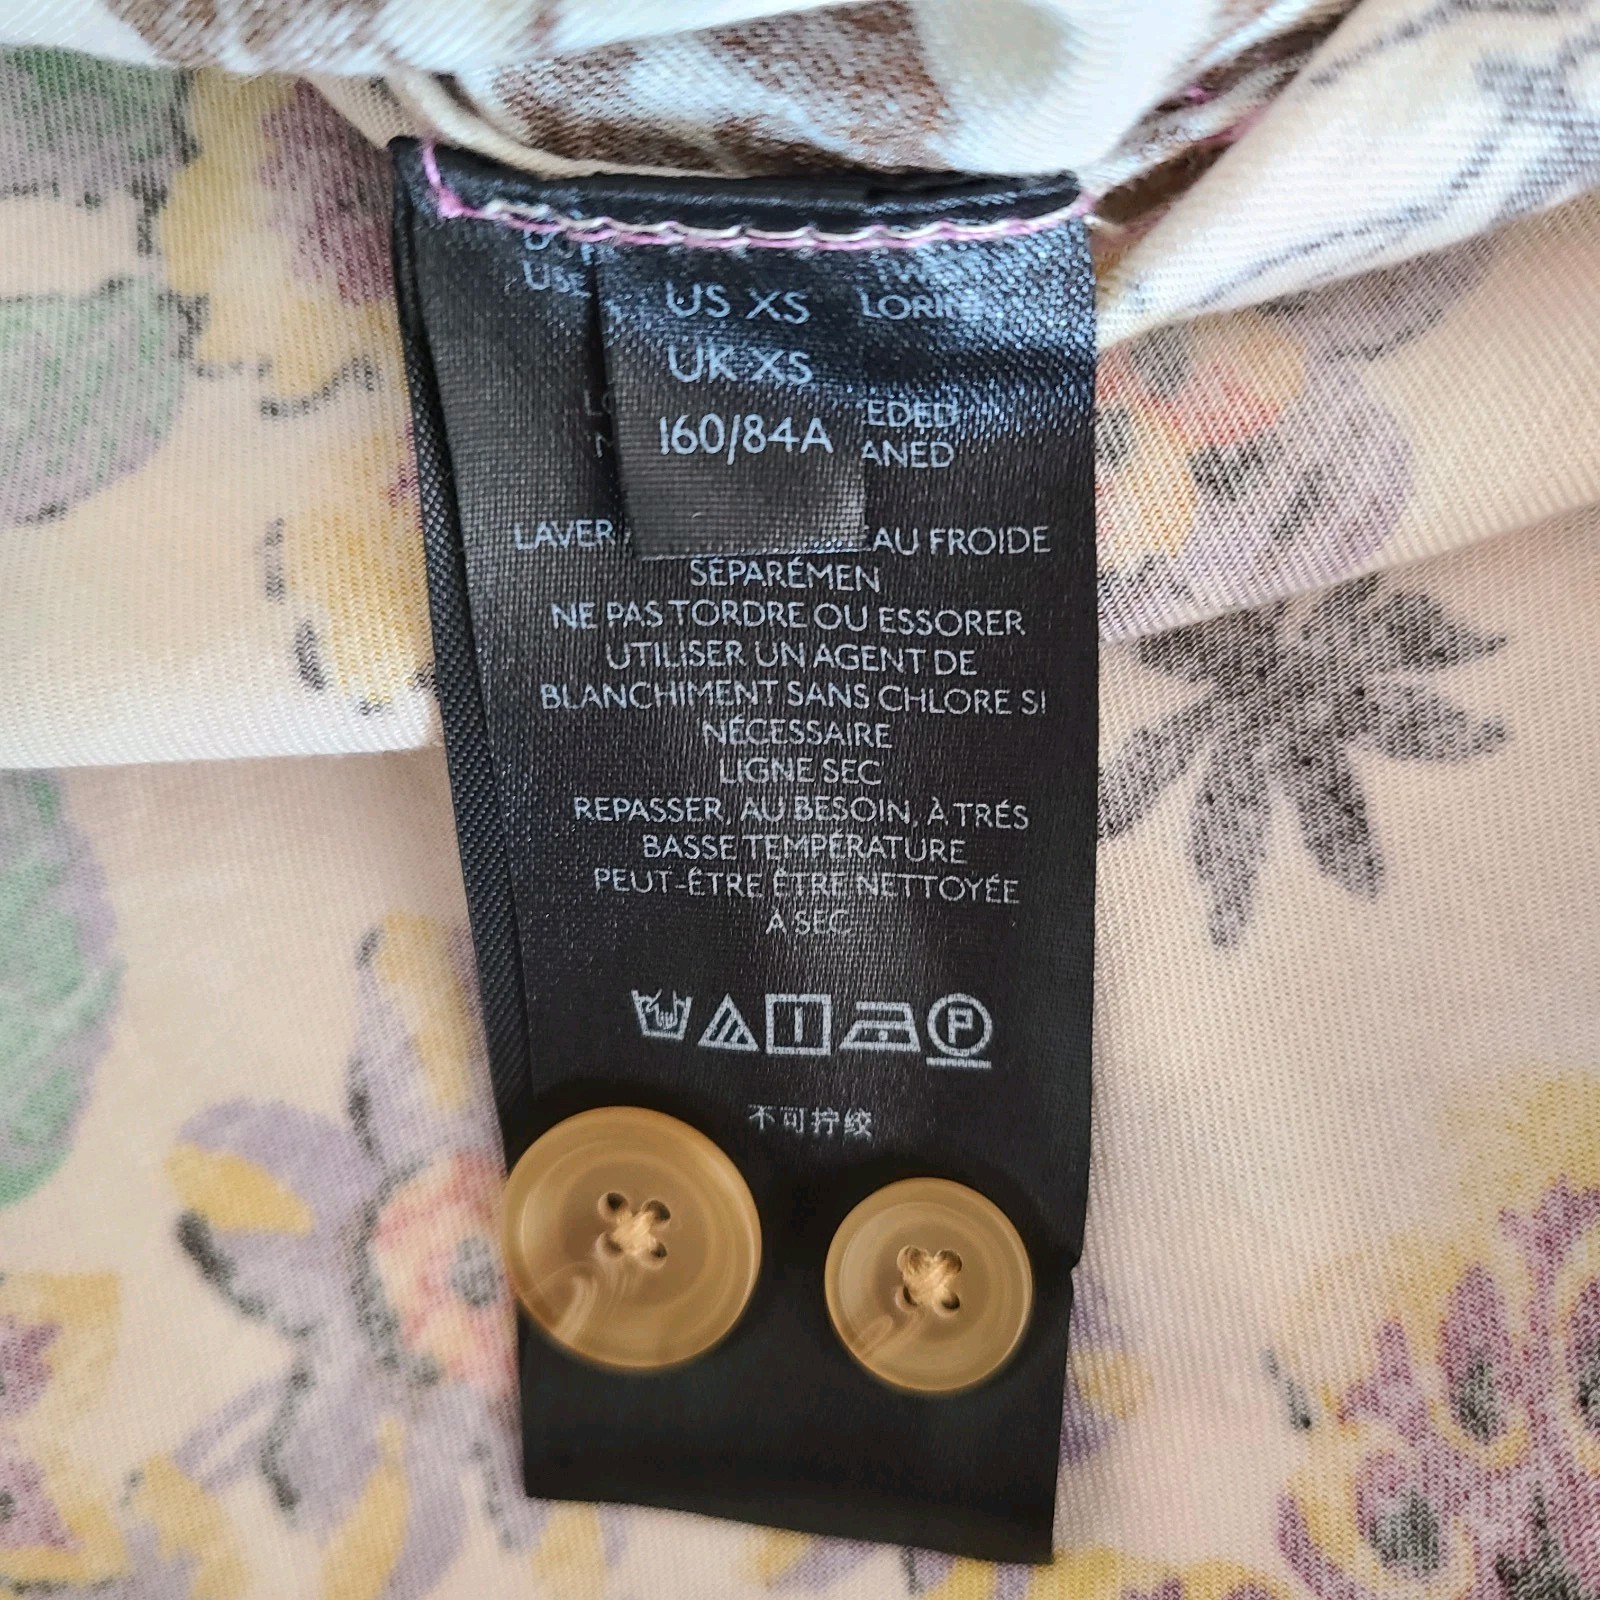 US XS
UK XS
160/84A
LAVER AU FROIDE
SÉPARÉMEN
NE PAS TORDRE OU ESSORER
UTILISER UN AGENT DE
BLANCHIMENT SANS CHLORE SI
NÉCESSAIRE
LIGNE SEC
REPASSER, AU BESOIN, À TRÉS
BASSE TEMPÉRATURE
PEUT-ÊTRE ÊTRE NETTOYÉE
À SEC
P
不可拧绞